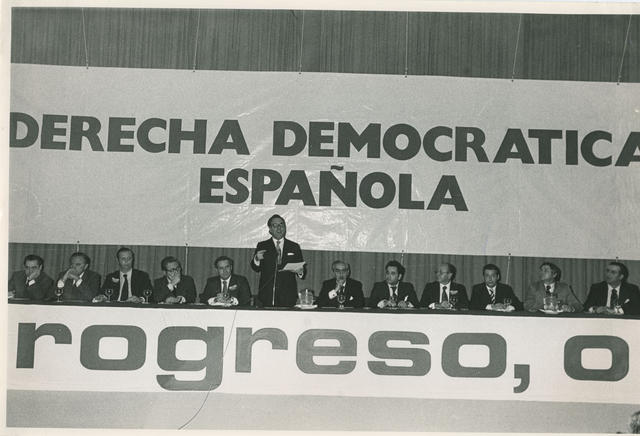 DERECHA DEMOCRATICA
ESPAÑOLA
rogreso, o